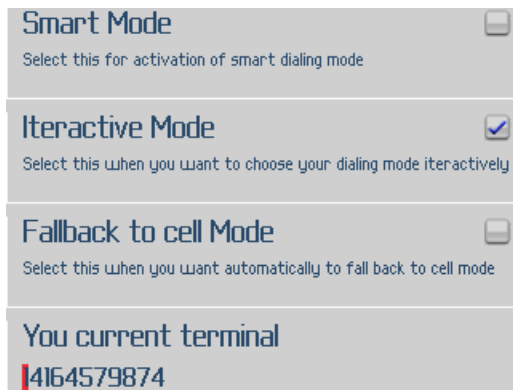 Smart Mode
Select this for activation of smart dialing mode
Iteractive Mode
Select this when you want to choose your dialing mode iteractively
Fallback to cell Mode
Select this when you want automatically to fall back to cell mode
You current terminal
14164579874